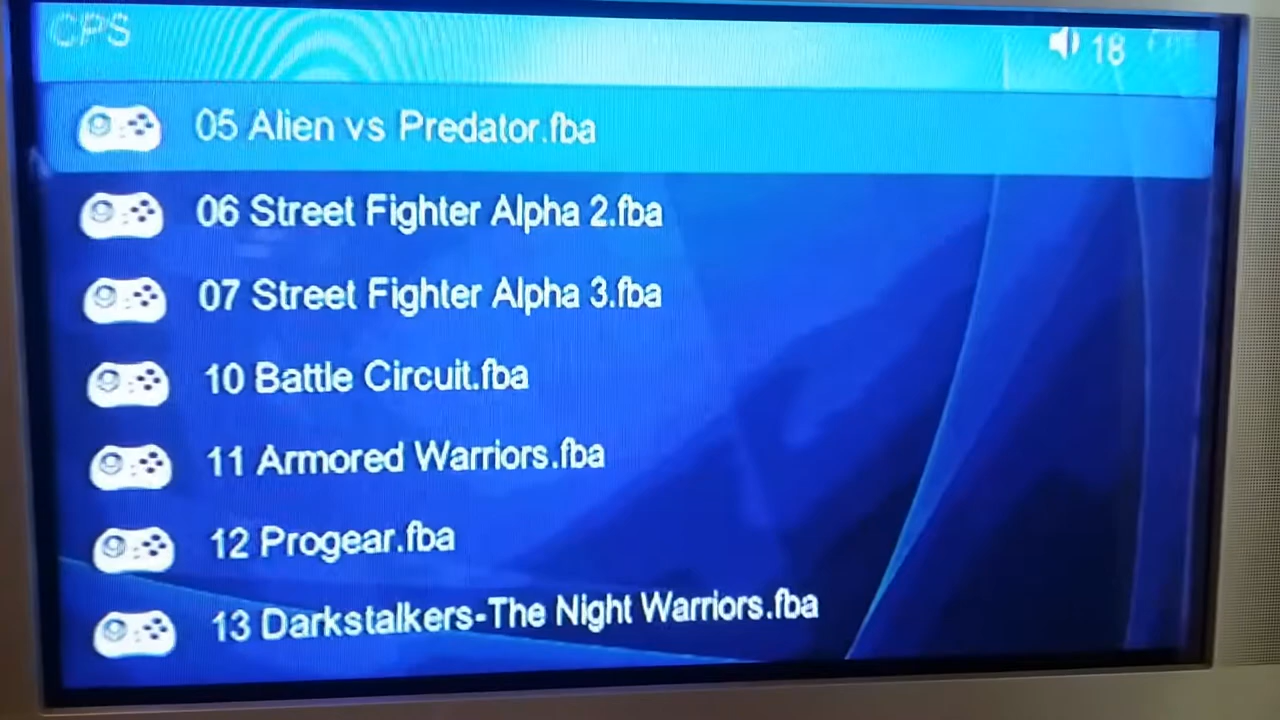 CPS
18
05 Alien vs Predator.fba
06 Street Fighter Alpha 2.fba
07 Street Fighter Alpha 3.fba
10 Battle Circuit.fba
11 Armored Warriors.fba
12 Progear.fba
13 Darkstalkers-The Night Warriors.fba